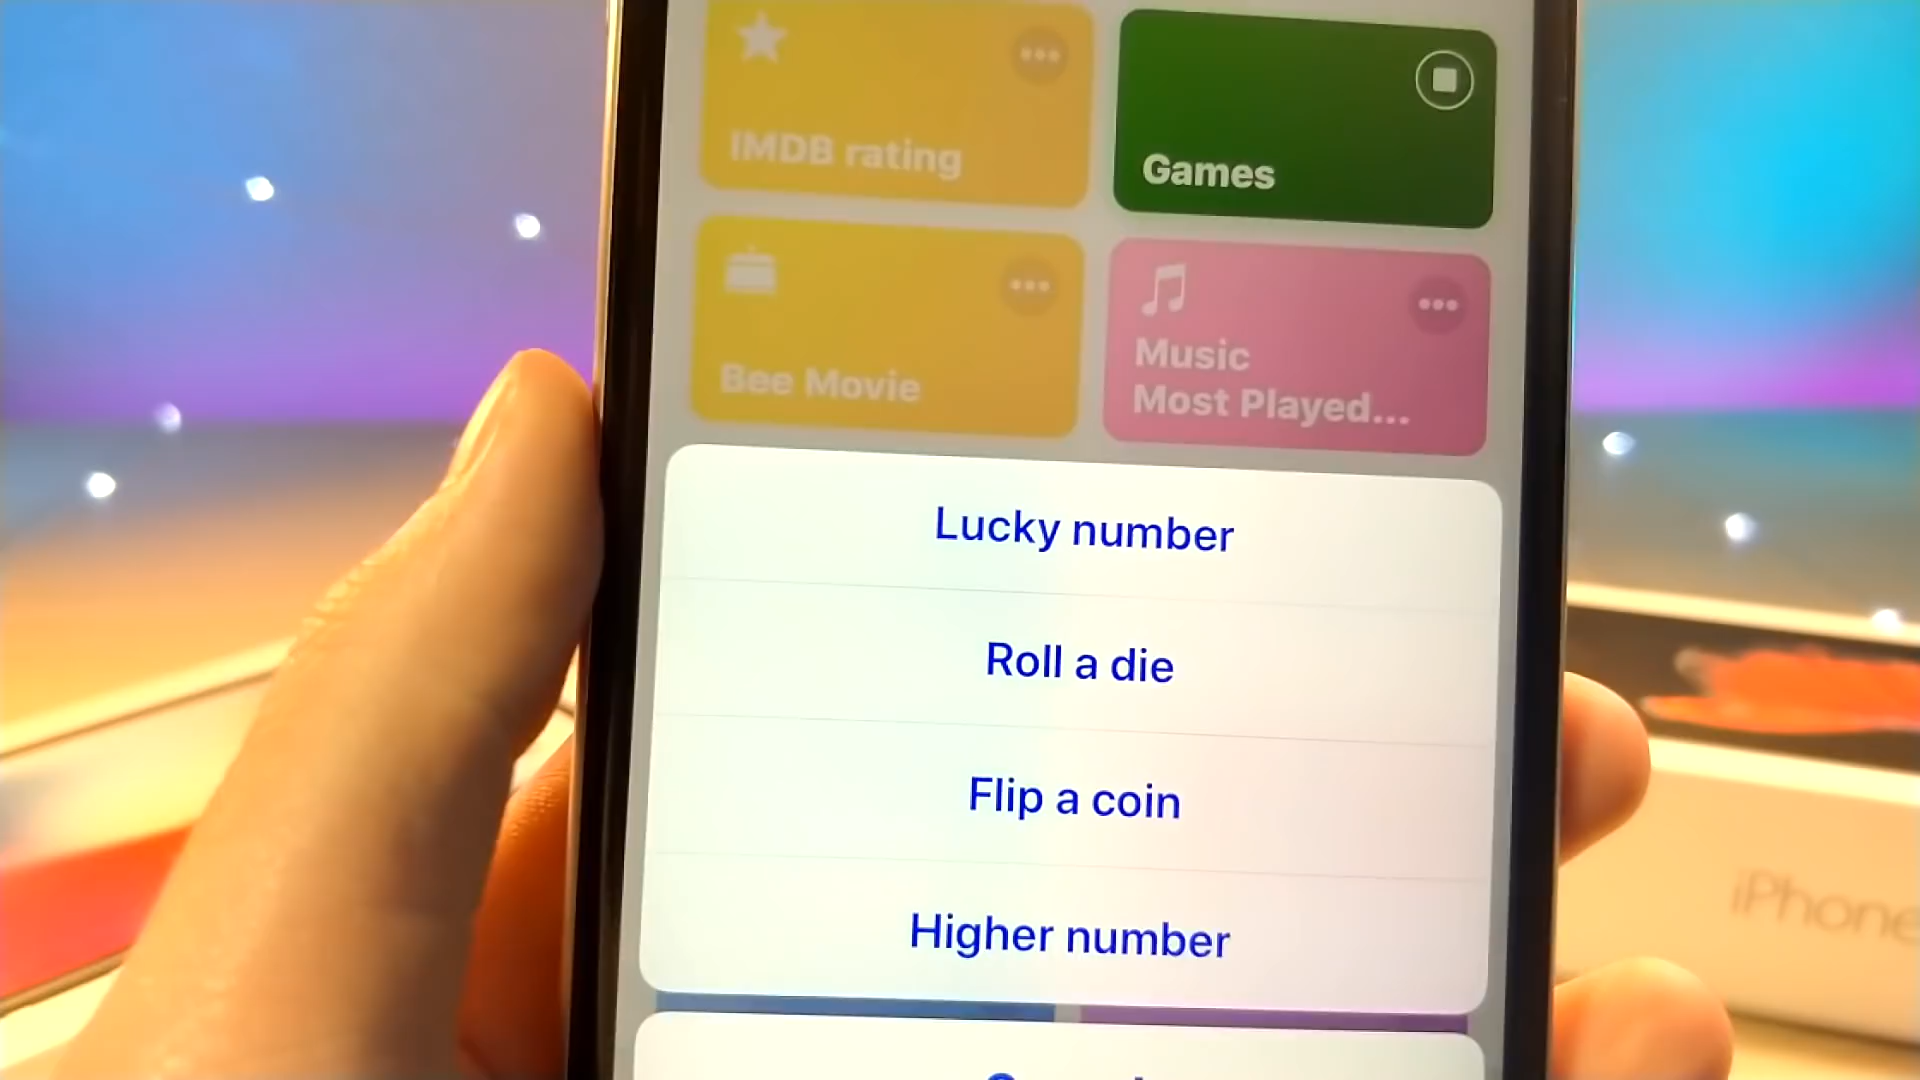 IMDB rating
Games
Bee Movie
Music
Most Played...
Lucky number
Roll a die
Flip a coin
Higher number
iPhone